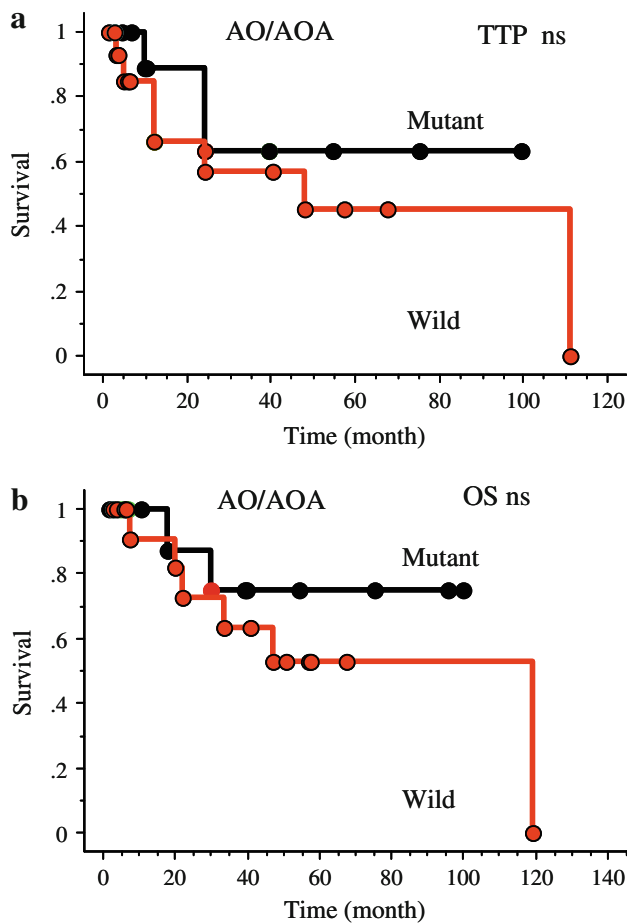 a
AO/AOA
TTP ns
1
.8
.6
.4
.2
0
Survival
Mutant
Wild
0 20 40 60 80 100 120
Time (month)
b
AO/AOA
OS ns
1
.8
.6
.4
.2
0
Survival
Mutant
Wild
0 20 40 60 80 100 120 140
Time (month)